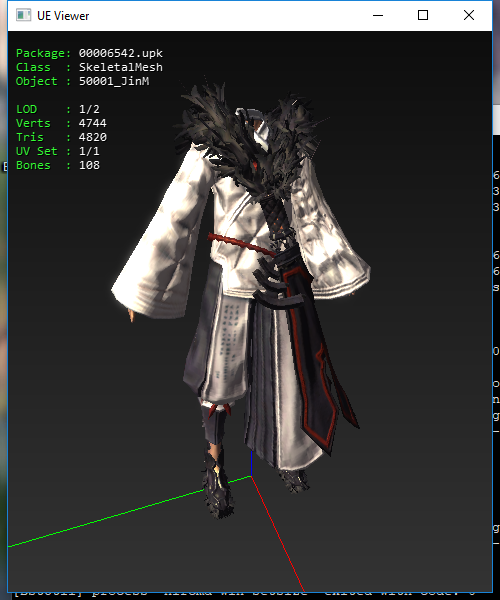 UE Viewer
Package: 00006542.upk
Class : SkeletalMesh
Object : 50001_JinM
LOD : 1/2
Verts : 4744
Tris : 4820
UV Set : 1/1
Bones : 108